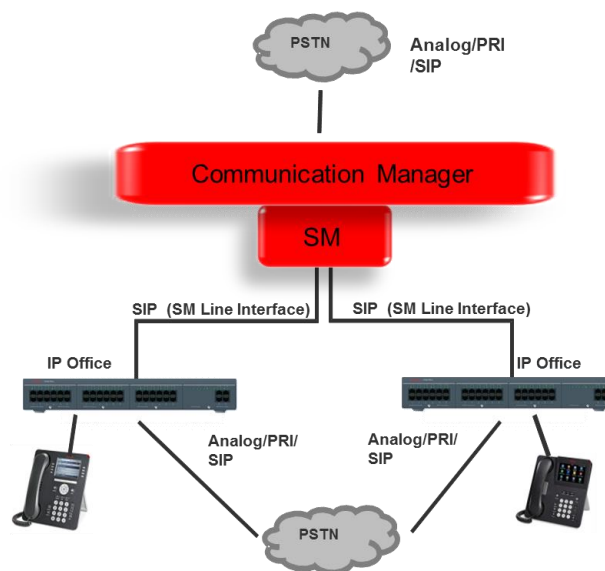 PSTN
Analog/PRI
/SIP
Communication Manager
SM
SIP (SM Line Interface)
SIP (SM Line Interface)
IP Office
IP Office
Analog/PRI/
SIP
Analog/PRI/
SIP
PSTN